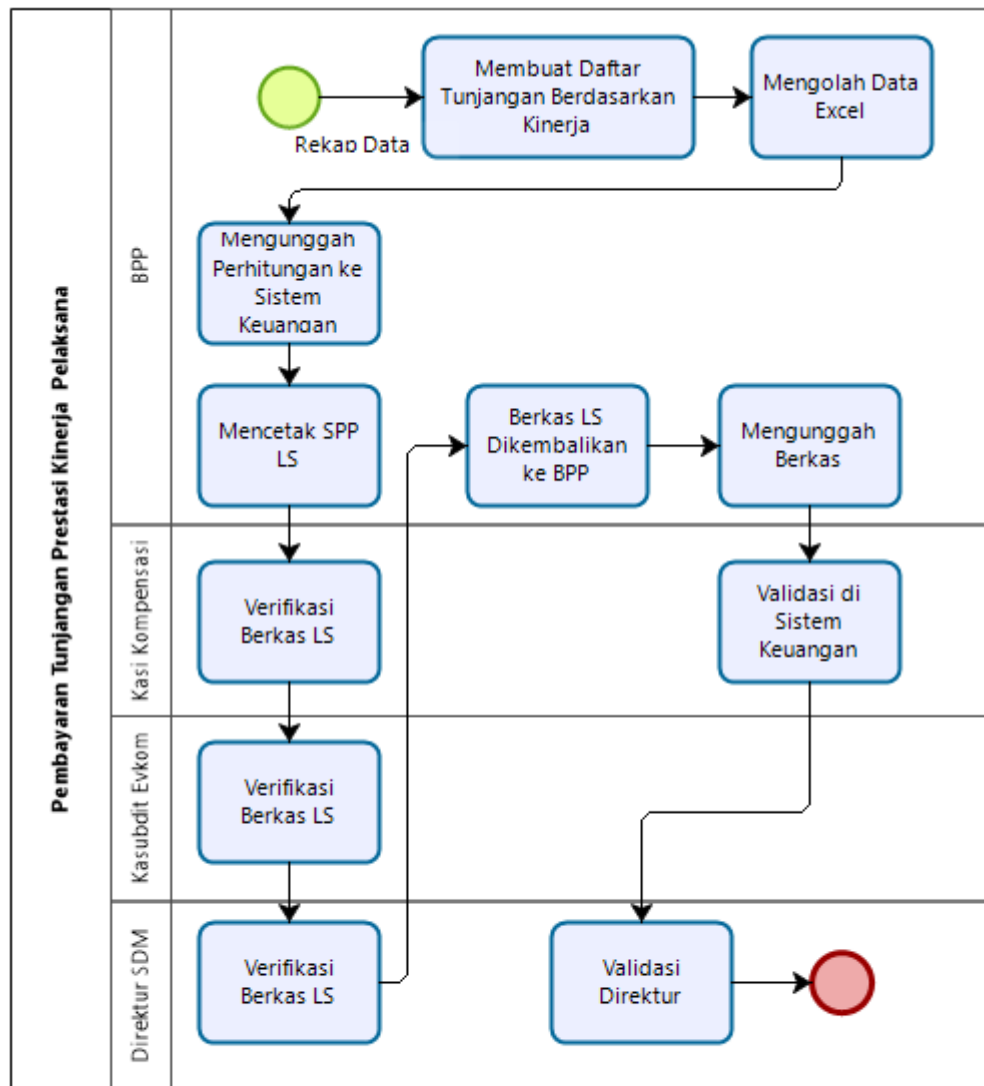 Pembayaran Tunjangan Prestasi Kinerja Pelaksana
BPP
Rekap Data
Membuat Daftar
Tunjangan Berdasarkan
Kinerja
Mengolah Data
Excel
Mengunggah
Perhitungan ke
Sistem
Keuangan
Mencetak SPP
LS
Berkas LS
Dikembalikan
ke BPP
Mengunggah
Berkas
Kasi Kompensasi
Verifikasi
Berkas LS
Validasi di
Sistem
Keuangan
Kasubdit Evkom
Verifikasi
Berkas LS
Direktur SDM
Verifikasi
Berkas LS
Validasi
Direktur